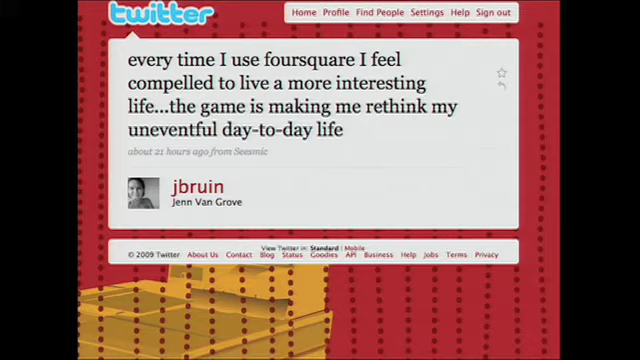 twitter
Home Profile Find People Settings Help Sign out
every time I use foursquare I feel
compelled to live a more interesting
life...the game is making me rethink my
uneventful day-to-day life
about 21 hours ago from Seesmic
jbruin
Jenn Van Grove
View Twitter in: Standard | Mobile
© 2009 Twitter About Us Contact Blog Status Goodies API Business Help Jobs Terms Privacy